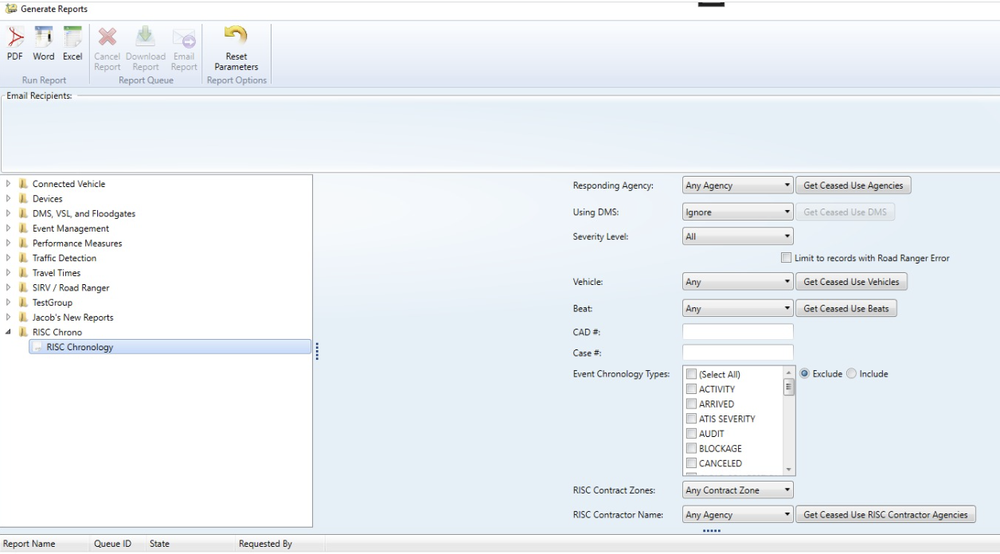 Generate Reports
PDF Word Excel Cancel Report Download Report Email Report Reset Parameters
Run Report Report Queue Report Options
Email Recipients:
Connected Vehicle
Devices
DMS, VSL, and Floodgates
Event Management
Performance Measures
Traffic Detection
Travel Times
SIRV / Road Ranger
TestGroup
Jacob's New Reports
RISC Chrono
RISC Chronology
Responding Agency: Any Agency Get Ceased Use Agencies
Using DMS: Ignore Get Ceased Use DMS
Severity Level: All
Limit to records with Road Ranger Error
Vehicle: Any Get Ceased Use Vehicles
Beat: Any Get Ceased Use Beats
CAD #:
Case #:
Event Chronology Types: (Select All) Exclude Include
ACTIVITY
ARRIVED
ATIS SEVERITY
AUDIT
BLOCKAGE
CANCELED
RISC Contract Zones: Any Contract Zone
RISC Contractor Name: Any Agency Get Ceased Use RISC Contractor Agencies
Report Name Queue ID State Requested By